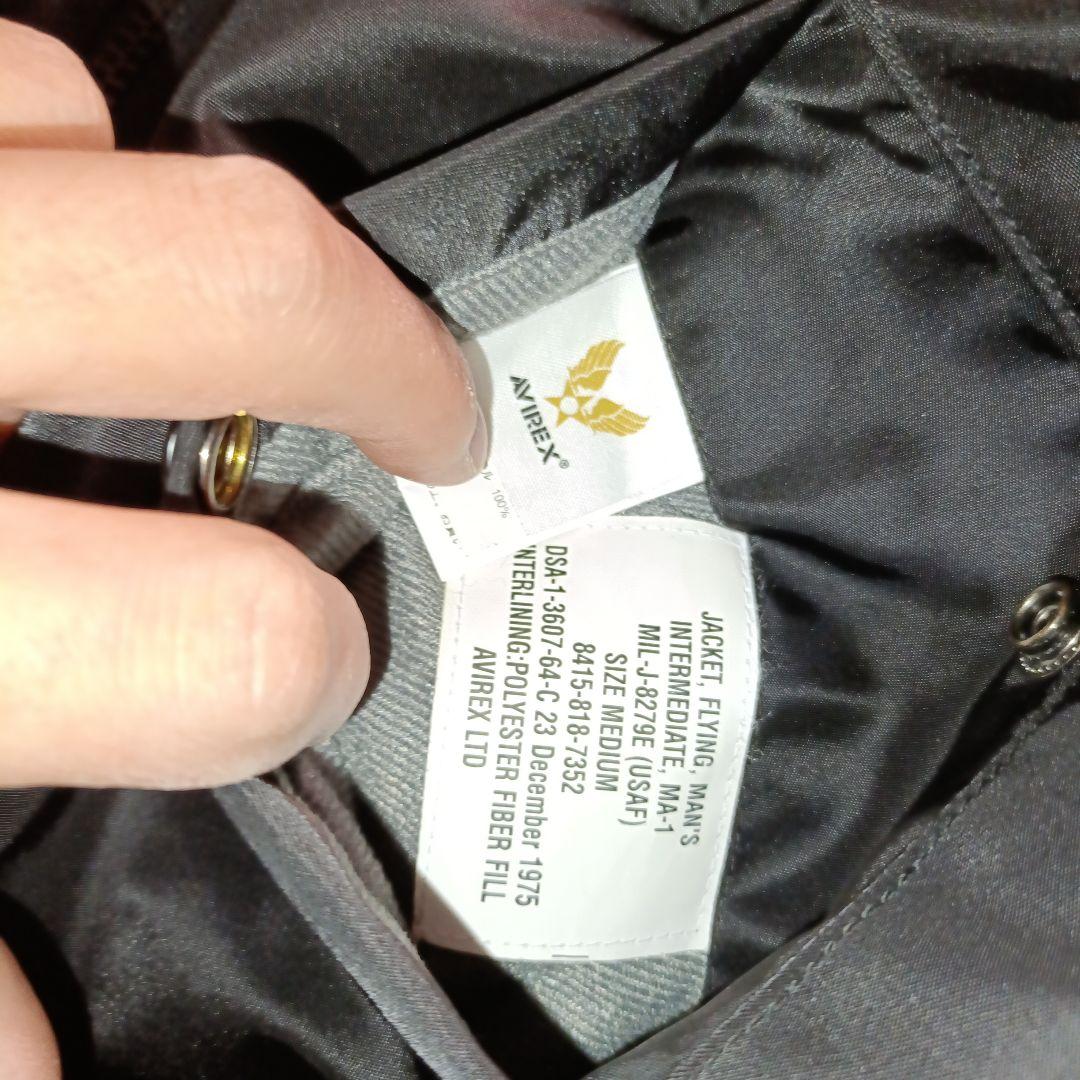 AVIREX®
100%
JACKET, FLYING, MAN'S
INTERMEDIATE, MA-1
MIL-J-8279E (USAF)
SIZE MEDIUM
8415-818-7352
DSA-1-3607-64-C 23 December 1975
INTERLINING:POLYESTER FIBER FILL
AVIREX LTD